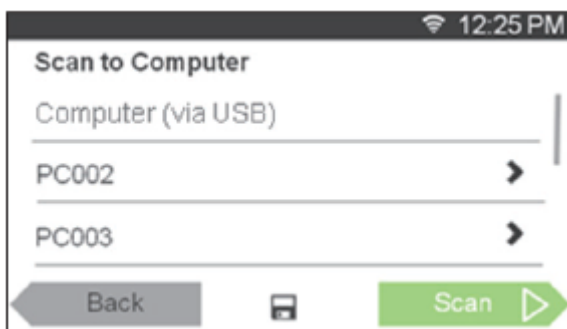 12:25 PM
Scan to Computer
Computer (via USB)
PC002
PC003
Back
Scan